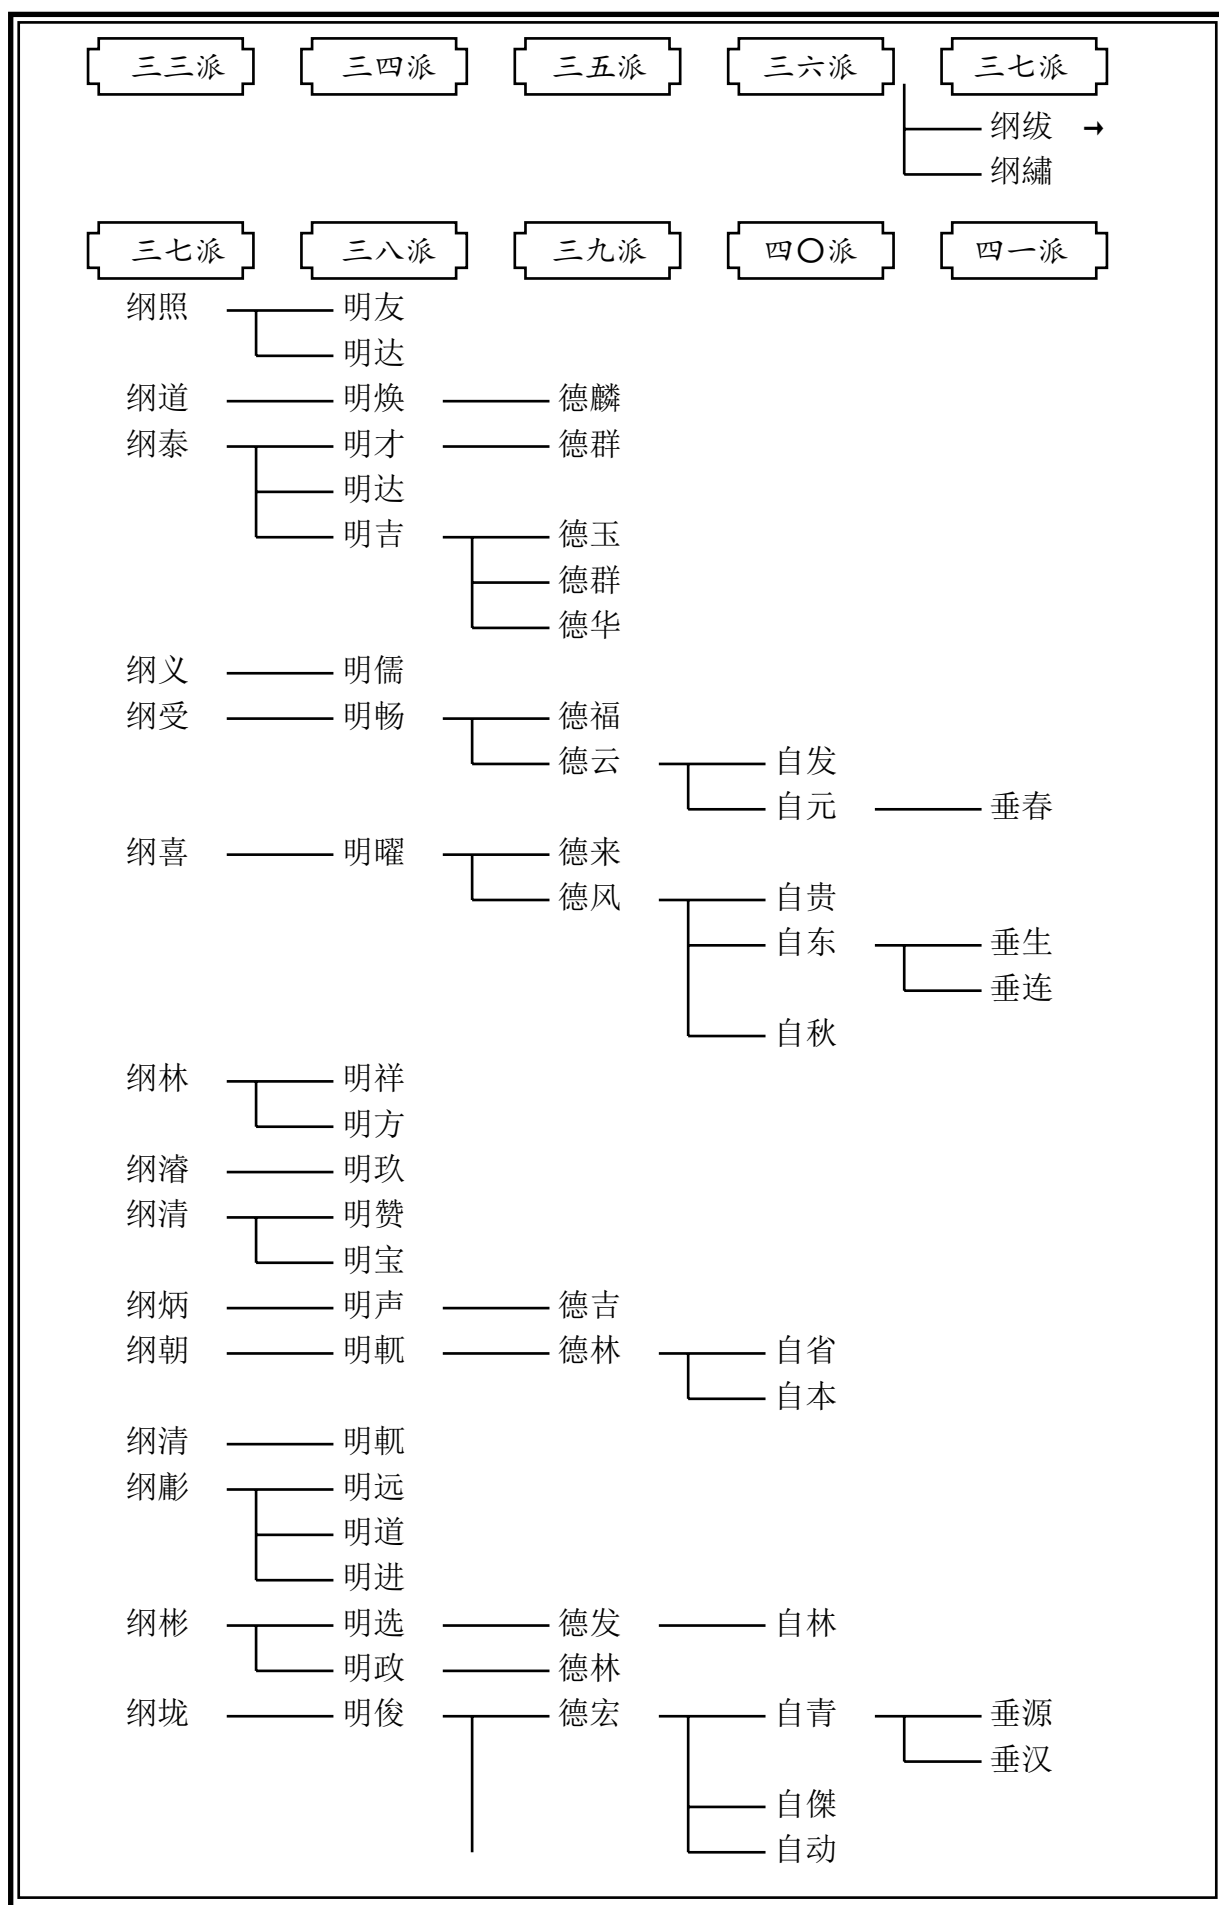 三三派 三四派 三五派 三六派 三七派
纲绂 →
纲繡
三七派 三八派 三九派 四〇派 四一派
纲照 明友
明达
纲道 明焕 德麟
纲泰 明才 德群
明达
明吉 德玉
德群
德华
纲义 明儒
纲受 明畅 德福
德云 自发
自元 垂春
纲喜 明曜 德来
德风 自贵
自东 垂生
垂连
自秋
纲林 明祥
明方
纲濬 明玖
纲清 明赞
明宝
纲炳 明声 德吉
纲朝 明軏 德林 自省
自本
纲清 明軏
纲彨 明远
明道
明进
纲彬 明选 德发 自林
明政 德林
纲垅 明俊 德宏 自青 垂源
垂汉
自傑
自动